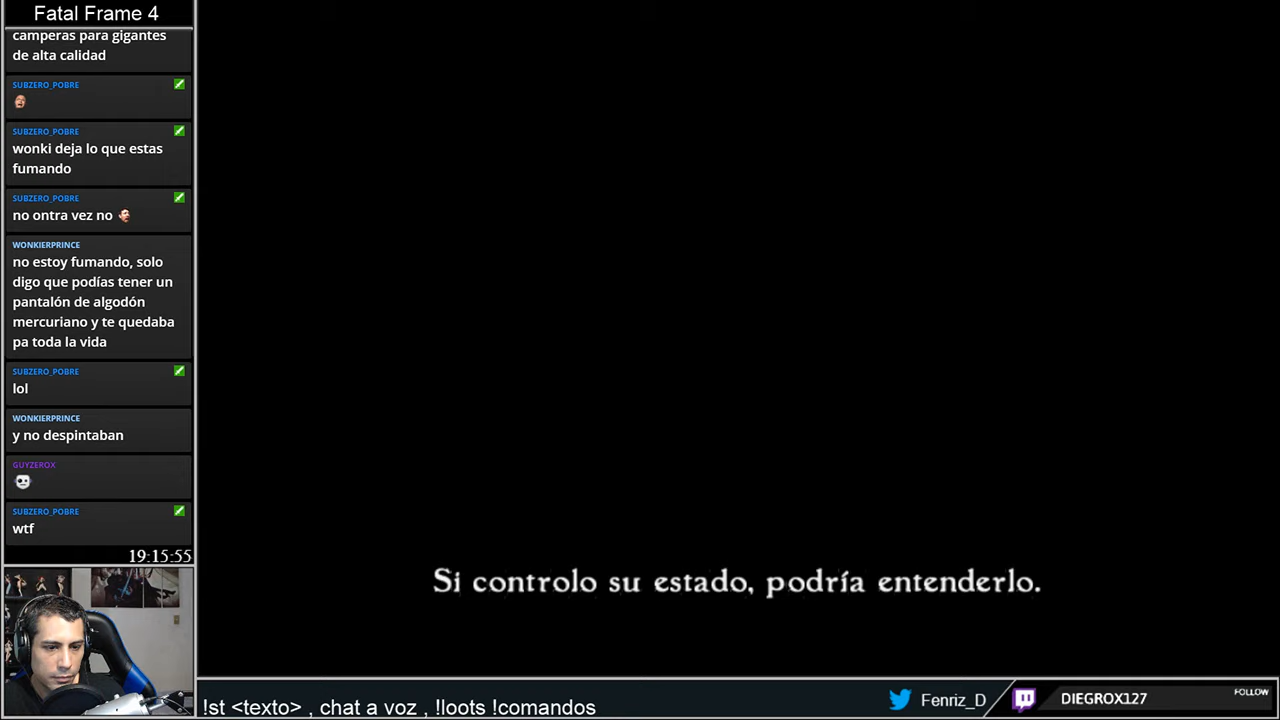 Fatal Frame 4
camperas para gigantes
de alta calidad
SUBZERO_POBRE
SUBZERO_POBRE
wonki deja lo que estas
fumando
SUBZERO_POBRE
no ontra vez no
WONKIERPRINCE
no estoy fumando, solo
digo que podías tener un
pantalón de algodón
mercuriano y te quedaba
pa toda la vida
SUBZERO_POBRE
lol
WONKIERPRINCE
y no despintaban
GUYZEROX
SUBZERO_POBRE
wtf
19:15:55
Si controlo su estado, podría entenderlo.
!st <texto> , chat a voz , !loots !comandos
Fenriz_D
DIEGROX127
FOLLOW